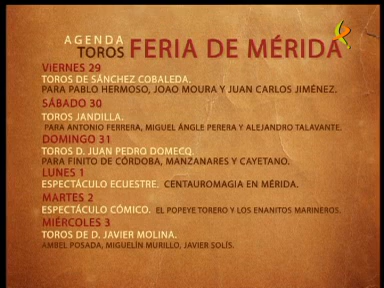 AGENDA
TOROS FERIA DE MÉRIDA
VIERNES 29
TOROS DE SÁNCHEZ COBALEDA.
PARA PABLO HERMOSO, JOAO MOURA Y JUAN CARLOS JIMÉNEZ.
SÁBADO 30
TOROS JANDILLA.
PARA ANTONIO FERRERA, MIGUEL ÁNGLE PERERA Y ALEJANDRO TALAVANTE.
DOMINGO 31
TOROS D. JUAN PEDRO DOMECQ.
PARA FINITO DE CÓRDOBA, MANZANARES Y CAYETANO.
LUNES 1
ESPECTÁCULO ECUESTRE. CENTAUROMAGIA EN MÉRIDA.
MARTES 2
ESPECTÁCULO CÓMICO. EL POPEYE TORERO Y LOS ENANITOS MARINEROS.
MIÉRCOLES 3
TOROS DE D. JAVIER MOLINA.
AMBEL POSADA, MIGUELÍN MURILLO, JAVIER SOLÍS.